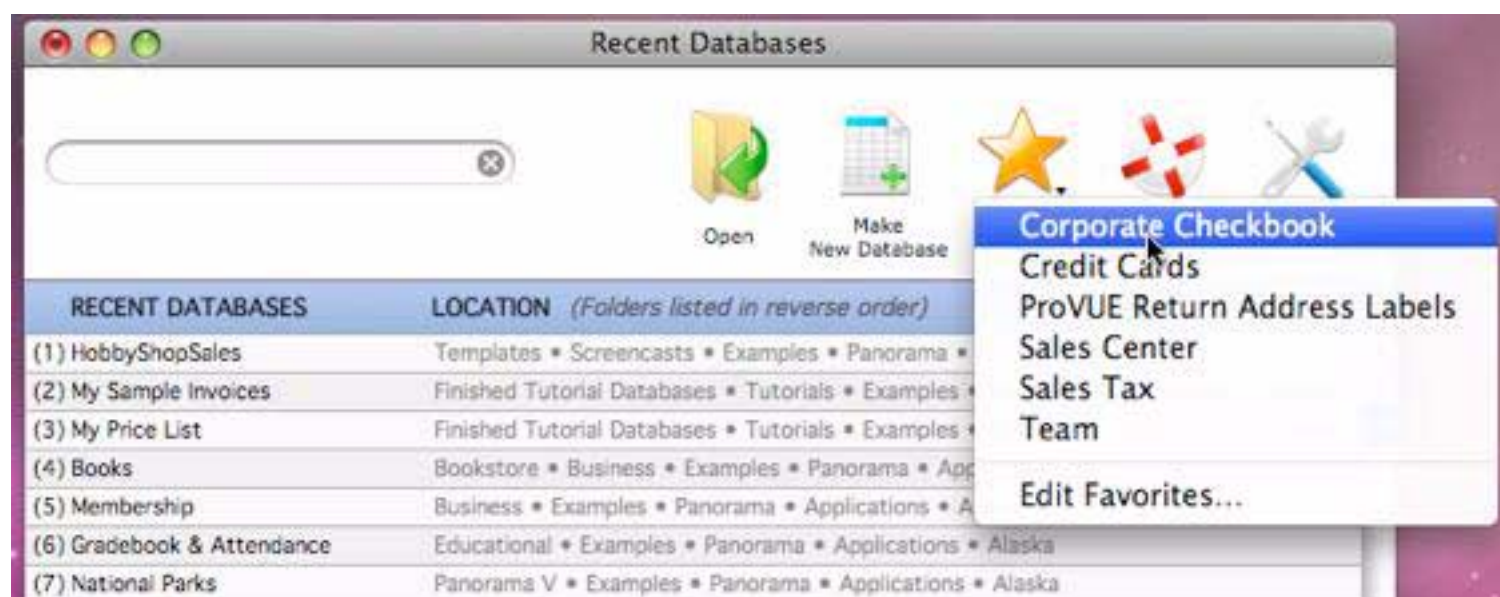 Recent Databases
Open
Make
New Database
Corporate Checkbook
Credit Cards
ProVUE Return Address Labels
Sales Center
Sales Tax
Team
Edit Favorites...
RECENT DATABASES LOCATION (Folders listed in reverse order)
(1) HobbyShopSales Templates • Screencasts • Examples • Panorama •
(2) My Sample Invoices Finished Tutorial Databases • Tutorials • Examples •
(3) My Price List Finished Tutorial Databases • Tutorials • Examples •
(4) Books Bookstore • Business • Examples • Panorama •
(5) Membership Business • Examples • Panorama • Applications •
(6) Gradebook & Attendance Educational • Examples • Panorama • Applications • Alaska
(7) National Parks Panorama V • Examples • Panorama • Applications • Alaska